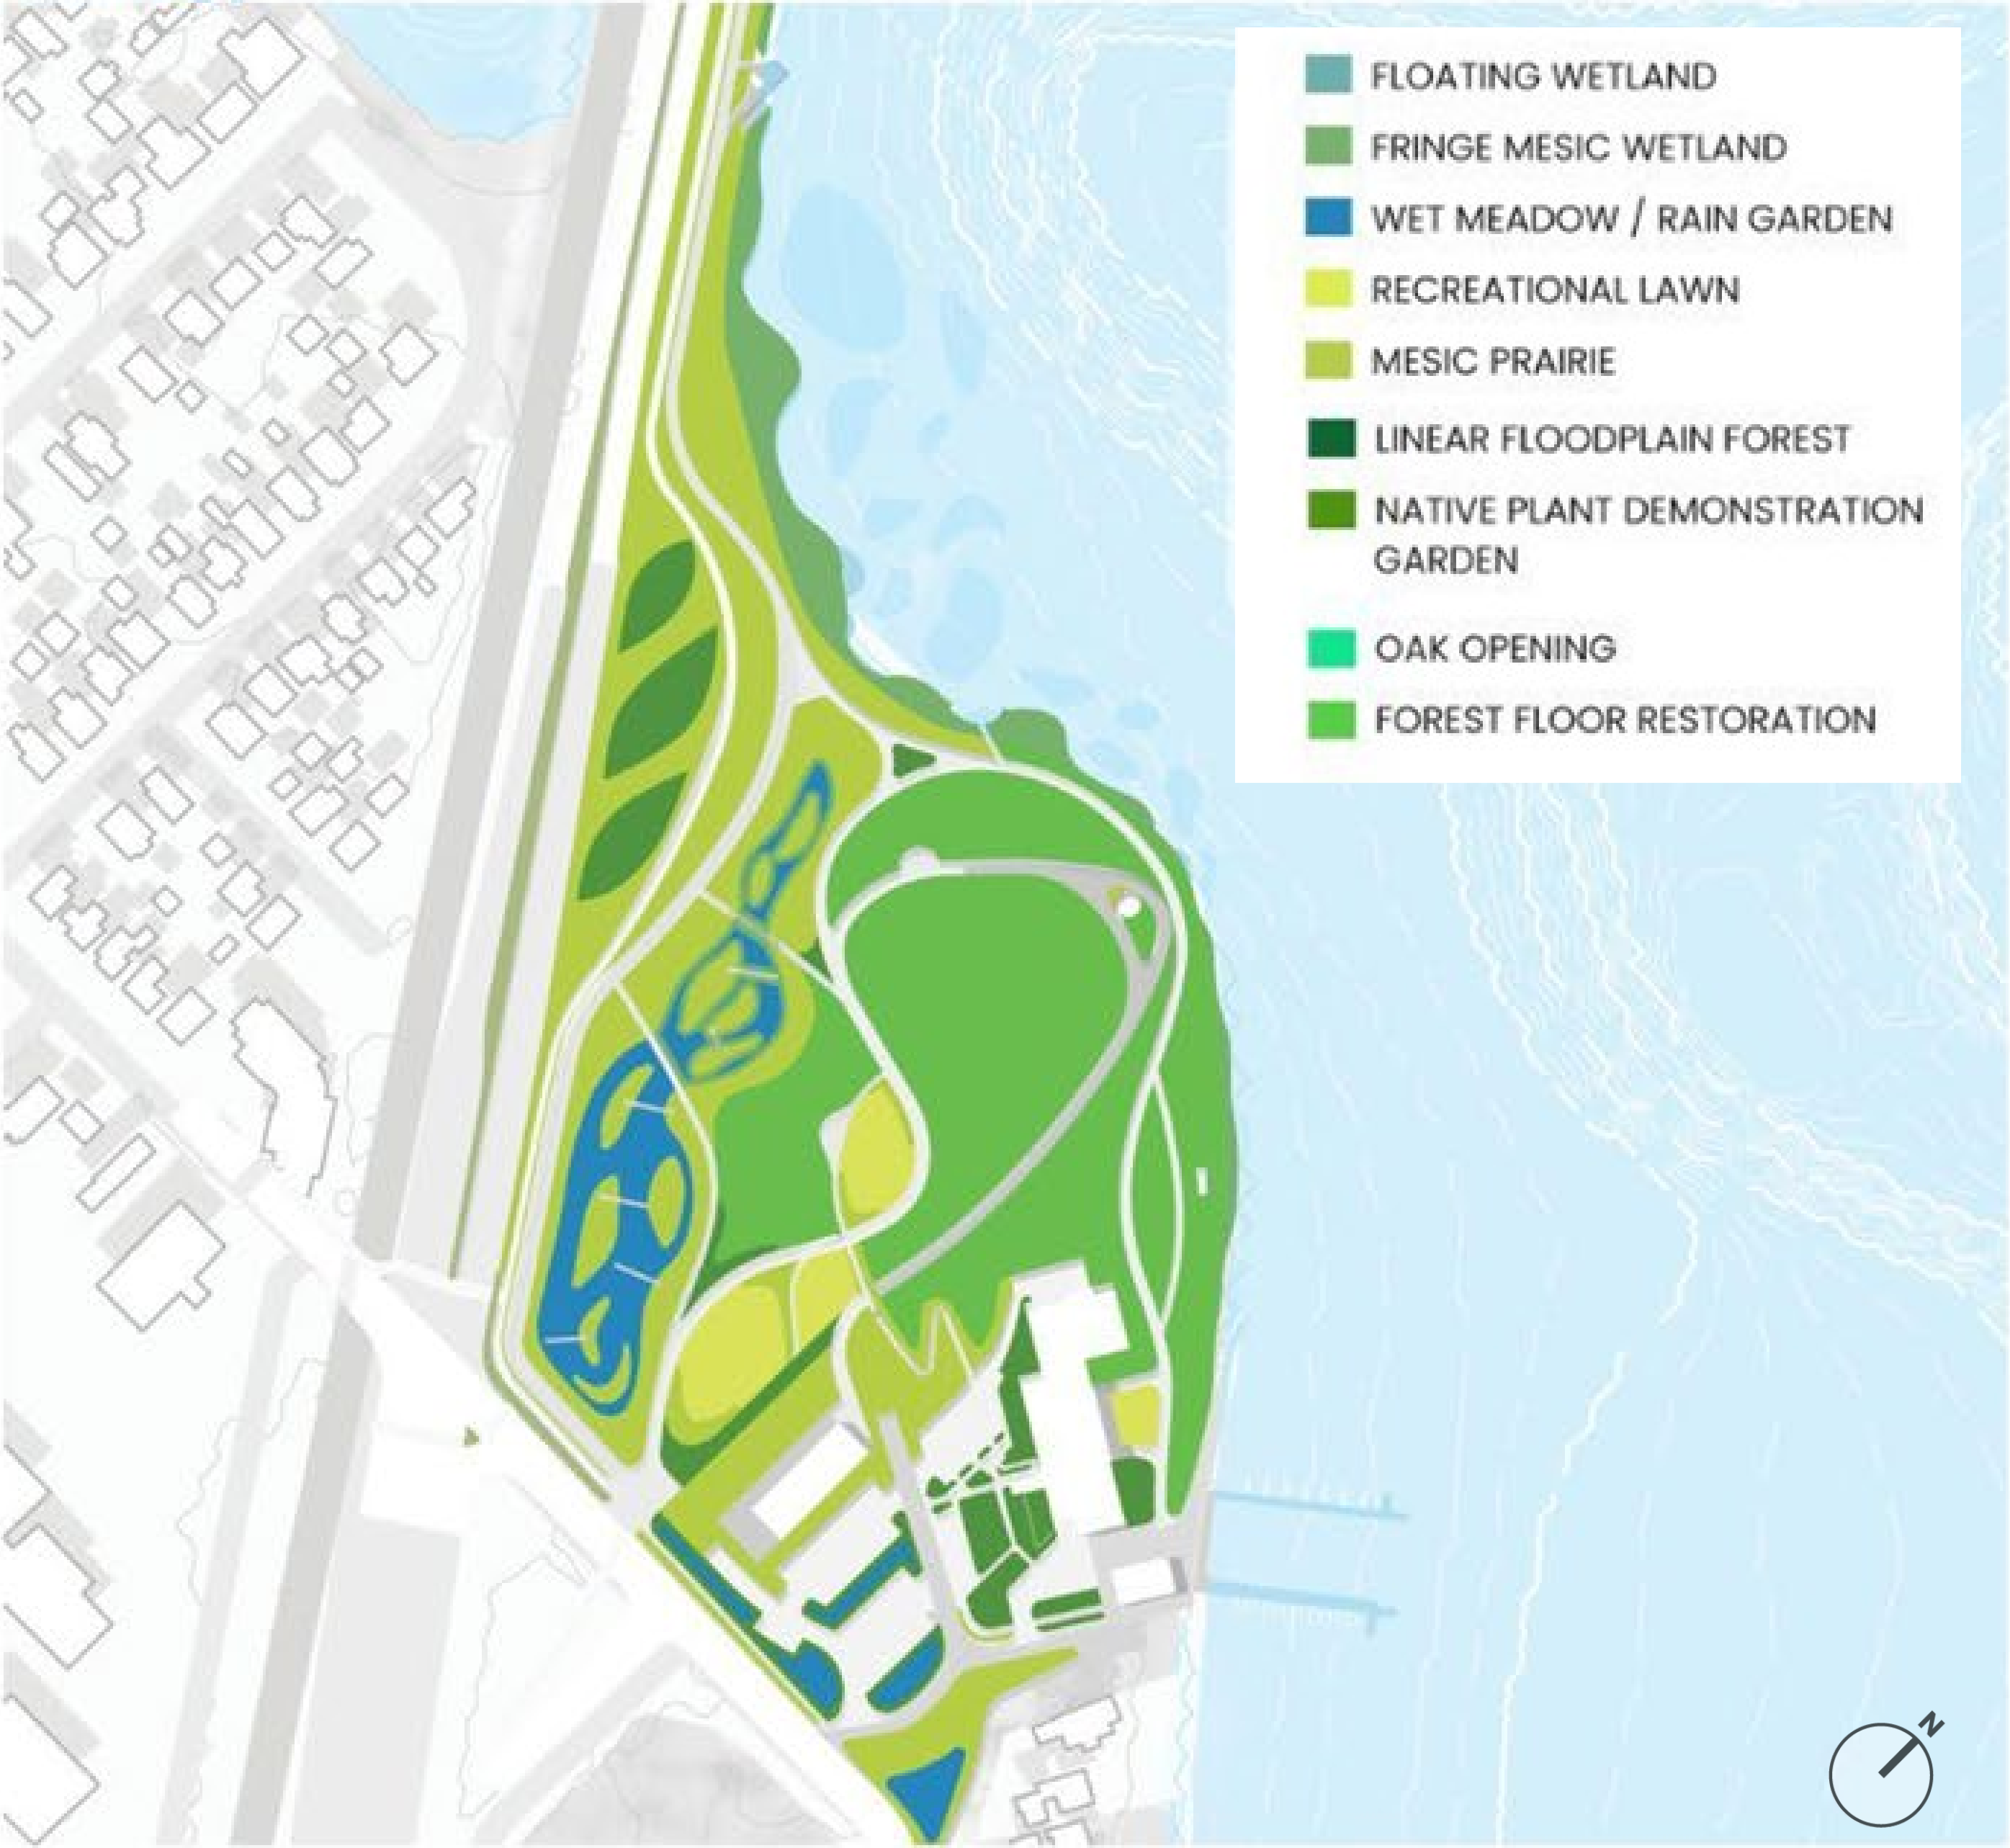 FLOATING WETLAND
FRINGE MESIC WETLAND
WET MEADOW / RAIN GARDEN
RECREATIONAL LAWN
MESIC PRAIRIE
LINEAR FLOODPLAIN FOREST
NATIVE PLANT DEMONSTRATION
GARDEN
OAK OPENING
FOREST FLOOR RESTORATION
N